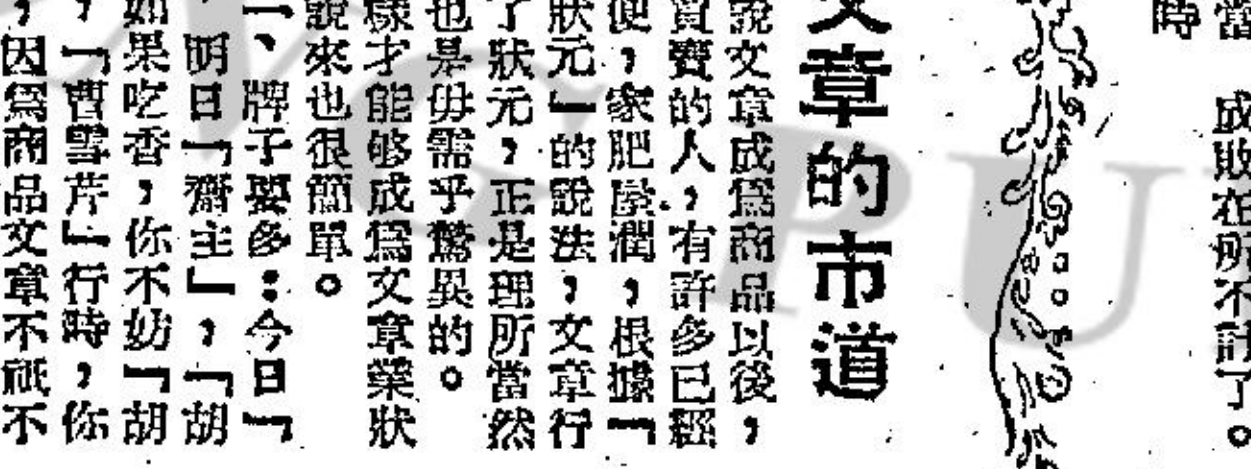 當 成敗在所不計了。
時
文章的市道
說文章成爲商品以後，
買賣的人，有許多已經
便，家肥屋潤，根據「
狀元」的說法，文章行
了狀元，正是理所當然
也是毋需乎驚異的。
樣才能够成爲文章業狀
說來也很簡單。
一、牌子要多：今日「
，明日「齋主」，「胡
如果吃香，你不妨「胡
，「曹雪芹」行時，你
因爲商品文章不祇不
PU